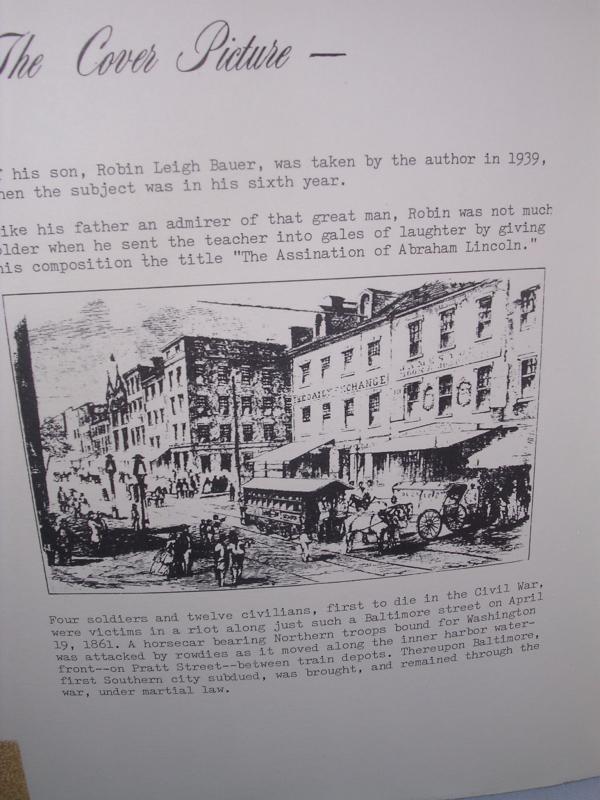 The Cover Picture —
his son, Robin Leigh Bauer, was taken by the author in 1939,
the subject was in his sixth year.
his father an admirer of that great man, Robin was not much
when he sent the teacher into gales of laughter by giving
his composition the title "The Assination of Abraham Lincoln."
THE DAILY EXCHANGE
Four soldiers and twelve civilians, first to die in the Civil War,
were victims in a riot along just such a Baltimore street on April
19, 1861. A horsecar bearing Northern troops bound for Washington
was attacked by rowdies as it moved along the inner harbor water-
front--on Pratt Street--between train depots. Thereupon Baltimore,
first Southern city subdued, was brought, and remained through the
war, under martial law.